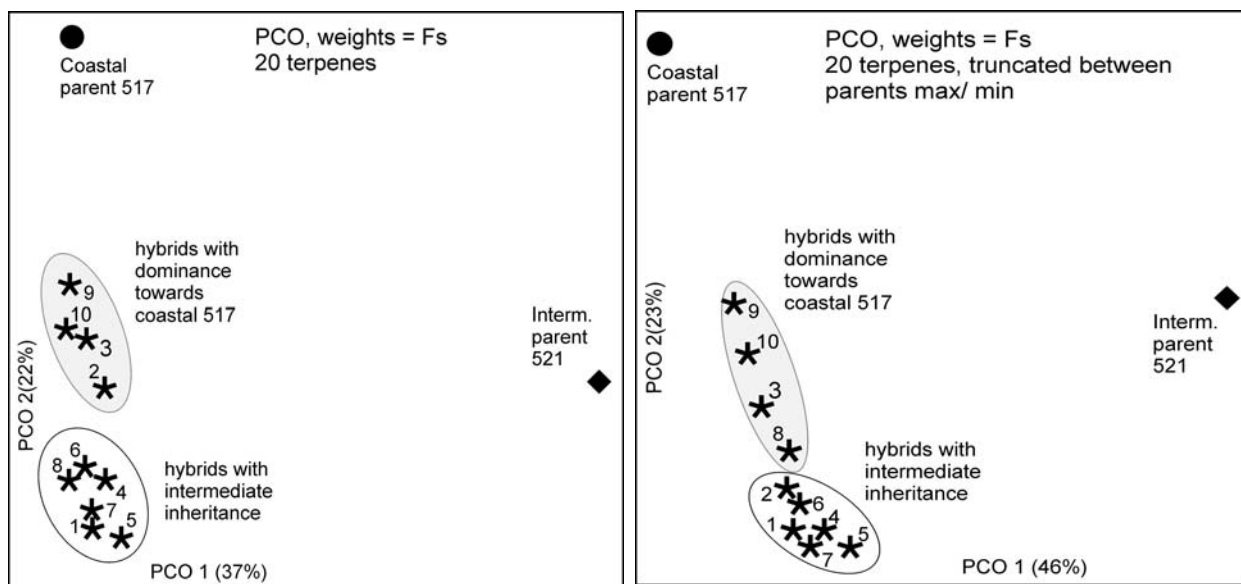 PCO, weights = Fs
20 terpenes
Coastal
parent 517
hybrids with
dominance
towards
coastal 517
9
10
3
2
Interm.
parent
521
PCO 2(22%)
6
8
4
7
1
5
hybrids with
intermediate
inheritance
PCO 1 (37%)
PCO, weights = Fs
20 terpenes, truncated between
parents max/ min
Coastal
parent 517
hybrids with
dominance
towards
coastal 517
9
10
3
8
Interm.
parent
521
PCO 2(23%)
hybrids with
intermediate
inheritance
2
6
1
4
5
7
PCO 1 (46%)